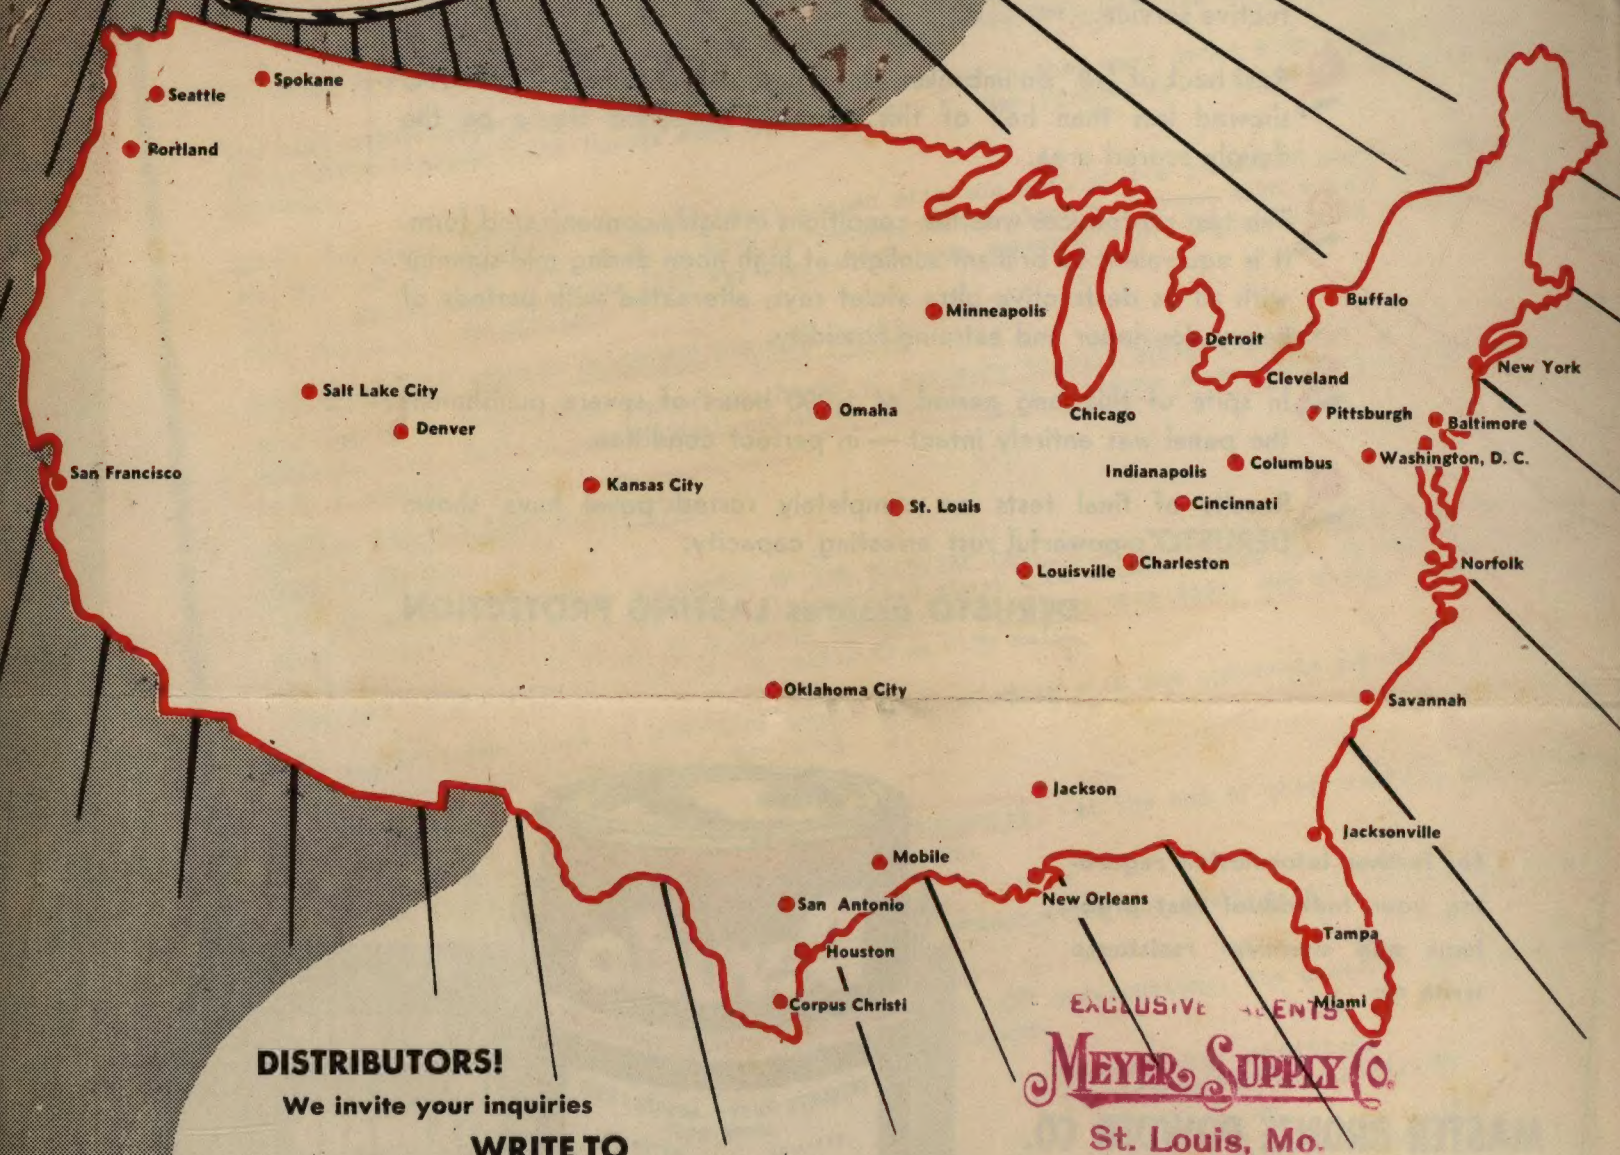 Spokane
Seattle
Portland
Minneapolis
Buffalo
Detroit
New York
Cleveland
Salt Lake City
Omaha
Chicago
Pittsburgh
Baltimore
Denver
San Francisco
Kansas City
Indianapolis
Columbus
Washington, D. C.
St. Louis
Cincinnati
Louisville
Charleston
Norfolk
Oklahoma City
Savannah
Jackson
Jacksonville
Mobile
San Antonio
New Orleans
Houston
Tampa
Corpus Christi
Miami
EXCLUSIVE AGENTS
MEYER SUPPLY CO.
St. Louis, Mo.
DISTRIBUTORS!
We invite your inquiries
WRITE TO